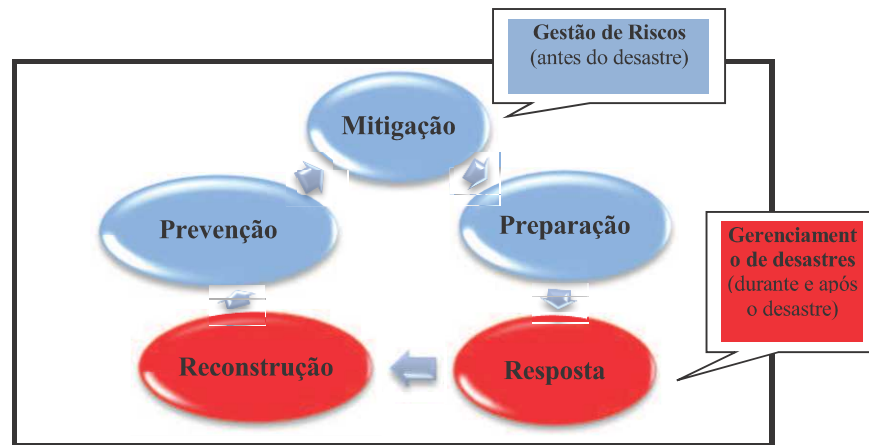 Gestão de Riscos
(antes do desastre)
Mitigação
Prevenção
Preparação
Gerenciament
o de desastres
(durante e após
o desastre)
Reconstrução
Resposta